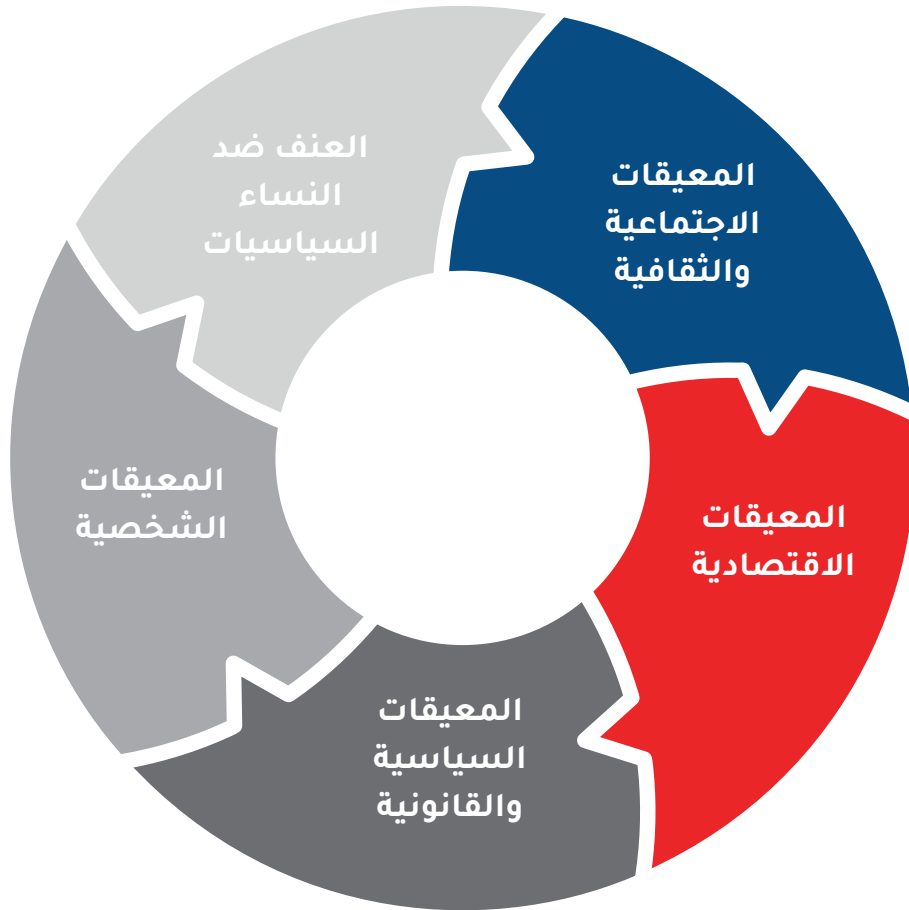 المعيقات
الاجتماعية
والثقافية
المعيقات
الاقتصادية
المعيقات
السياسية
والقانونية
المعيقات
الشخصية
العنف ضد
النساء
السياسيات